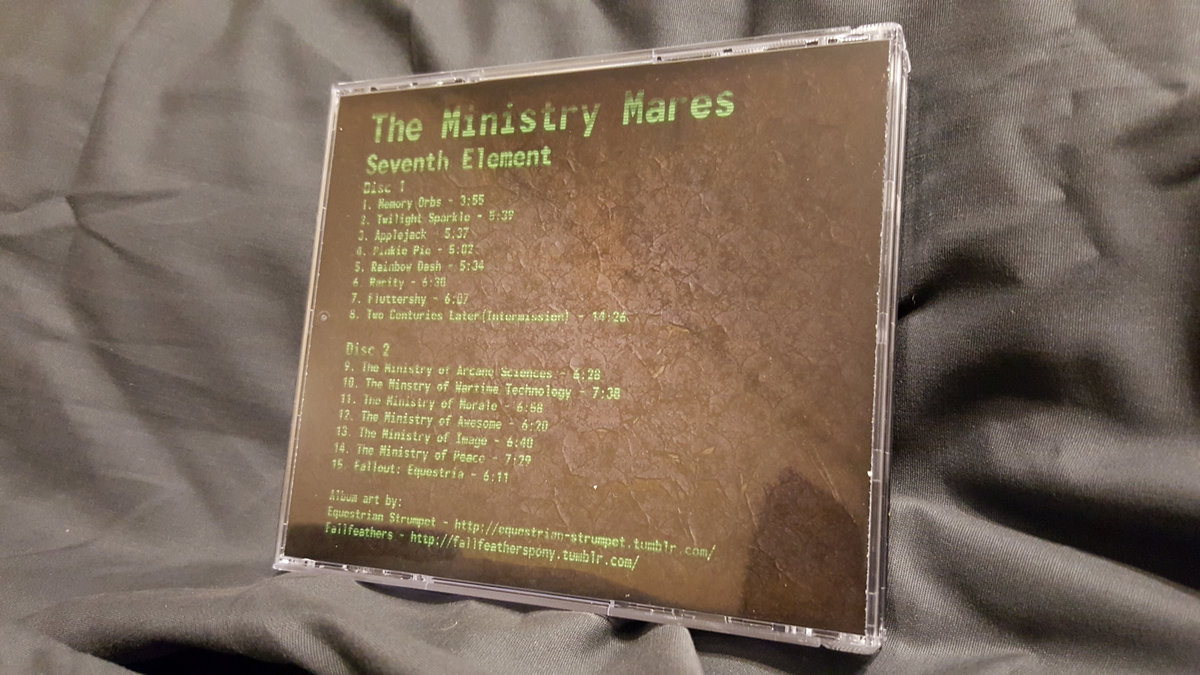 The Ministry Mares
Seventh Element
Disc 1
1. Memory Orbs - 3:55
2. Twilight Sparkle - 5:39
3. Applejack - 5:37
4. Pinkie Pie - 5:02
5. Rainbow Dash - 5:34
6. Rarity - 6:30
7. Fluttershy - 6:07
8. Two Centuries Later(Intermission) - 14:26
Disc 2
9. The Ministry of Arcane Sciences - 6:28
10. The Minstry of Wartime Technology - 7:38
11. The Ministry of Morale - 6:58
12. The Ministry of Awesome - 6:20
13. The Ministry of Image - 6:40
14. The Ministry of Peace - 7:29
15. Fallout: Equestria - 6:11
Album art by:
Equestrian Strumpet - http://equestrian-strumpet.tumblr.com/
Fallfeathers - http://fallfeatherspony.tumblr.com/